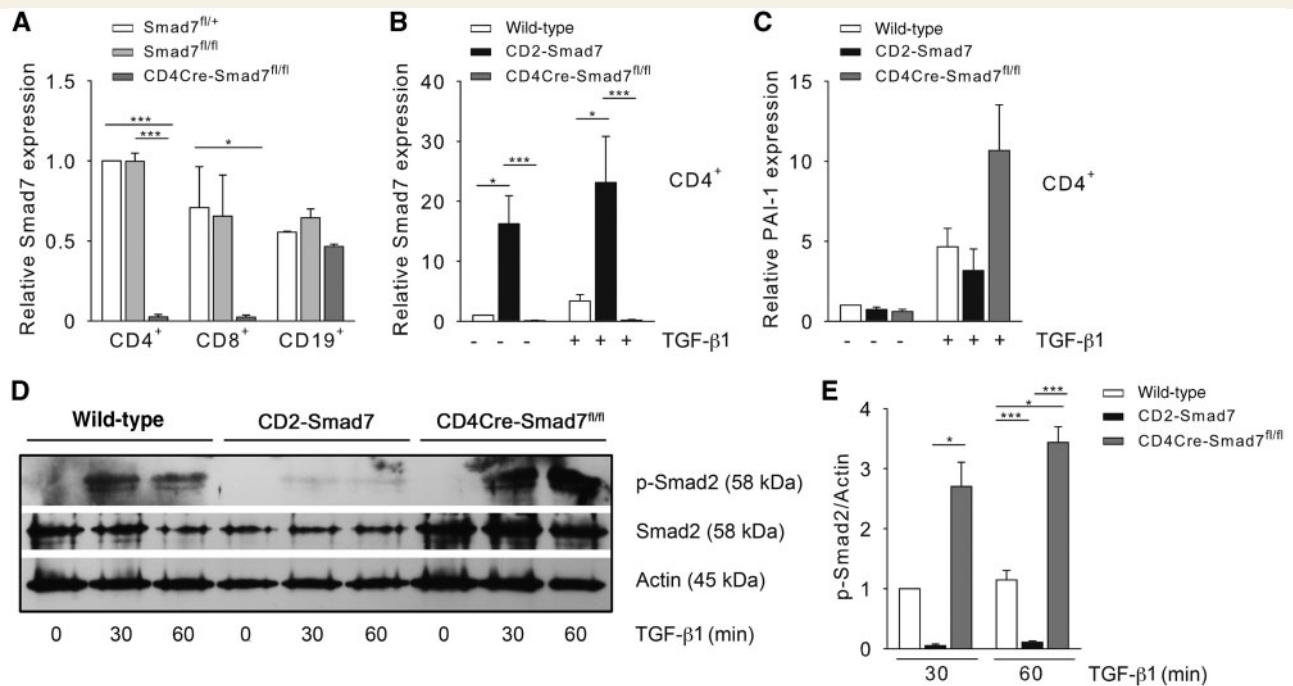 A
Smad7fl/+
Smad7fl/fl
CD4Cre-Smad7fl/fl
Relative Smad7 expression
1.5
1.0
0.5
0
***
***
*
CD4+
CD8+
CD19+
B
Wild-type
CD2-Smad7
CD4Cre-Smad7fl/fl
Relative Smad7 expression
40
30
20
10
0
*
***
*
***
CD4+
- - - + + + TGF-β1
C
Wild-type
CD2-Smad7
CD4Cre-Smad7fl/fl
Relative PAI-1 expression
15
10
5
0
CD4+
- - - + + + TGF-β1
D
Wild-type CD2-Smad7 CD4Cre-Smad7fl/fl
p-Smad2 (58 kDa)
Smad2 (58 kDa)
Actin (45 kDa)
0 30 60 0 30 60 0 30 60 TGF-β1 (min)
E
Wild-type
CD2-Smad7
CD4Cre-Smad7fl/fl
p-Smad2/Actin
4
3
2
1
0
*
***
*
***
30 60 TGF-β1 (min)